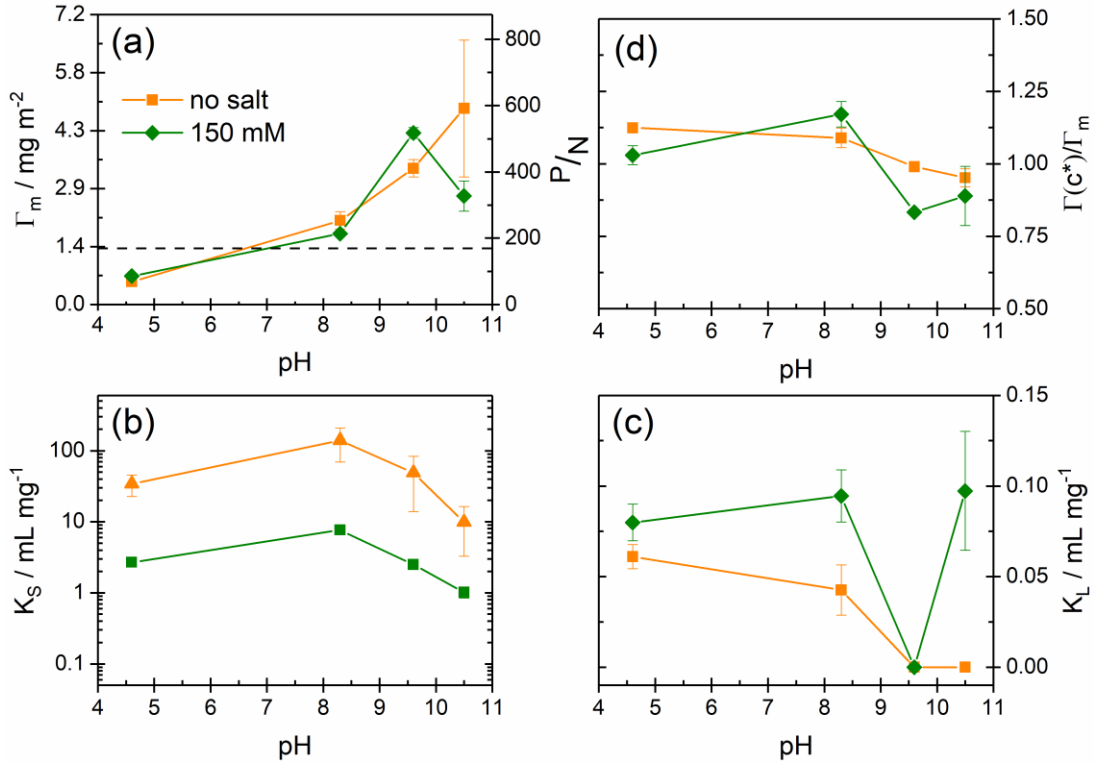 (a)
no salt
150 mM
Γm / mg m-2
7.2
5.8
4.3
2.9
1.4
0.0
P/N
800
600
400
200
0
4 5 6 7 8 9 10 11
pH
(d)
Γ(c*)/Γm
1.50
1.25
1.00
0.75
0.50
4 5 6 7 8 9 10 11
pH
(b)
KS / mL mg-1
100
10
1
0.1
4 5 6 7 8 9 10 11
pH
(c)
KL / mL mg-1
0.15
0.10
0.05
0.00
4 5 6 7 8 9 10 11
pH